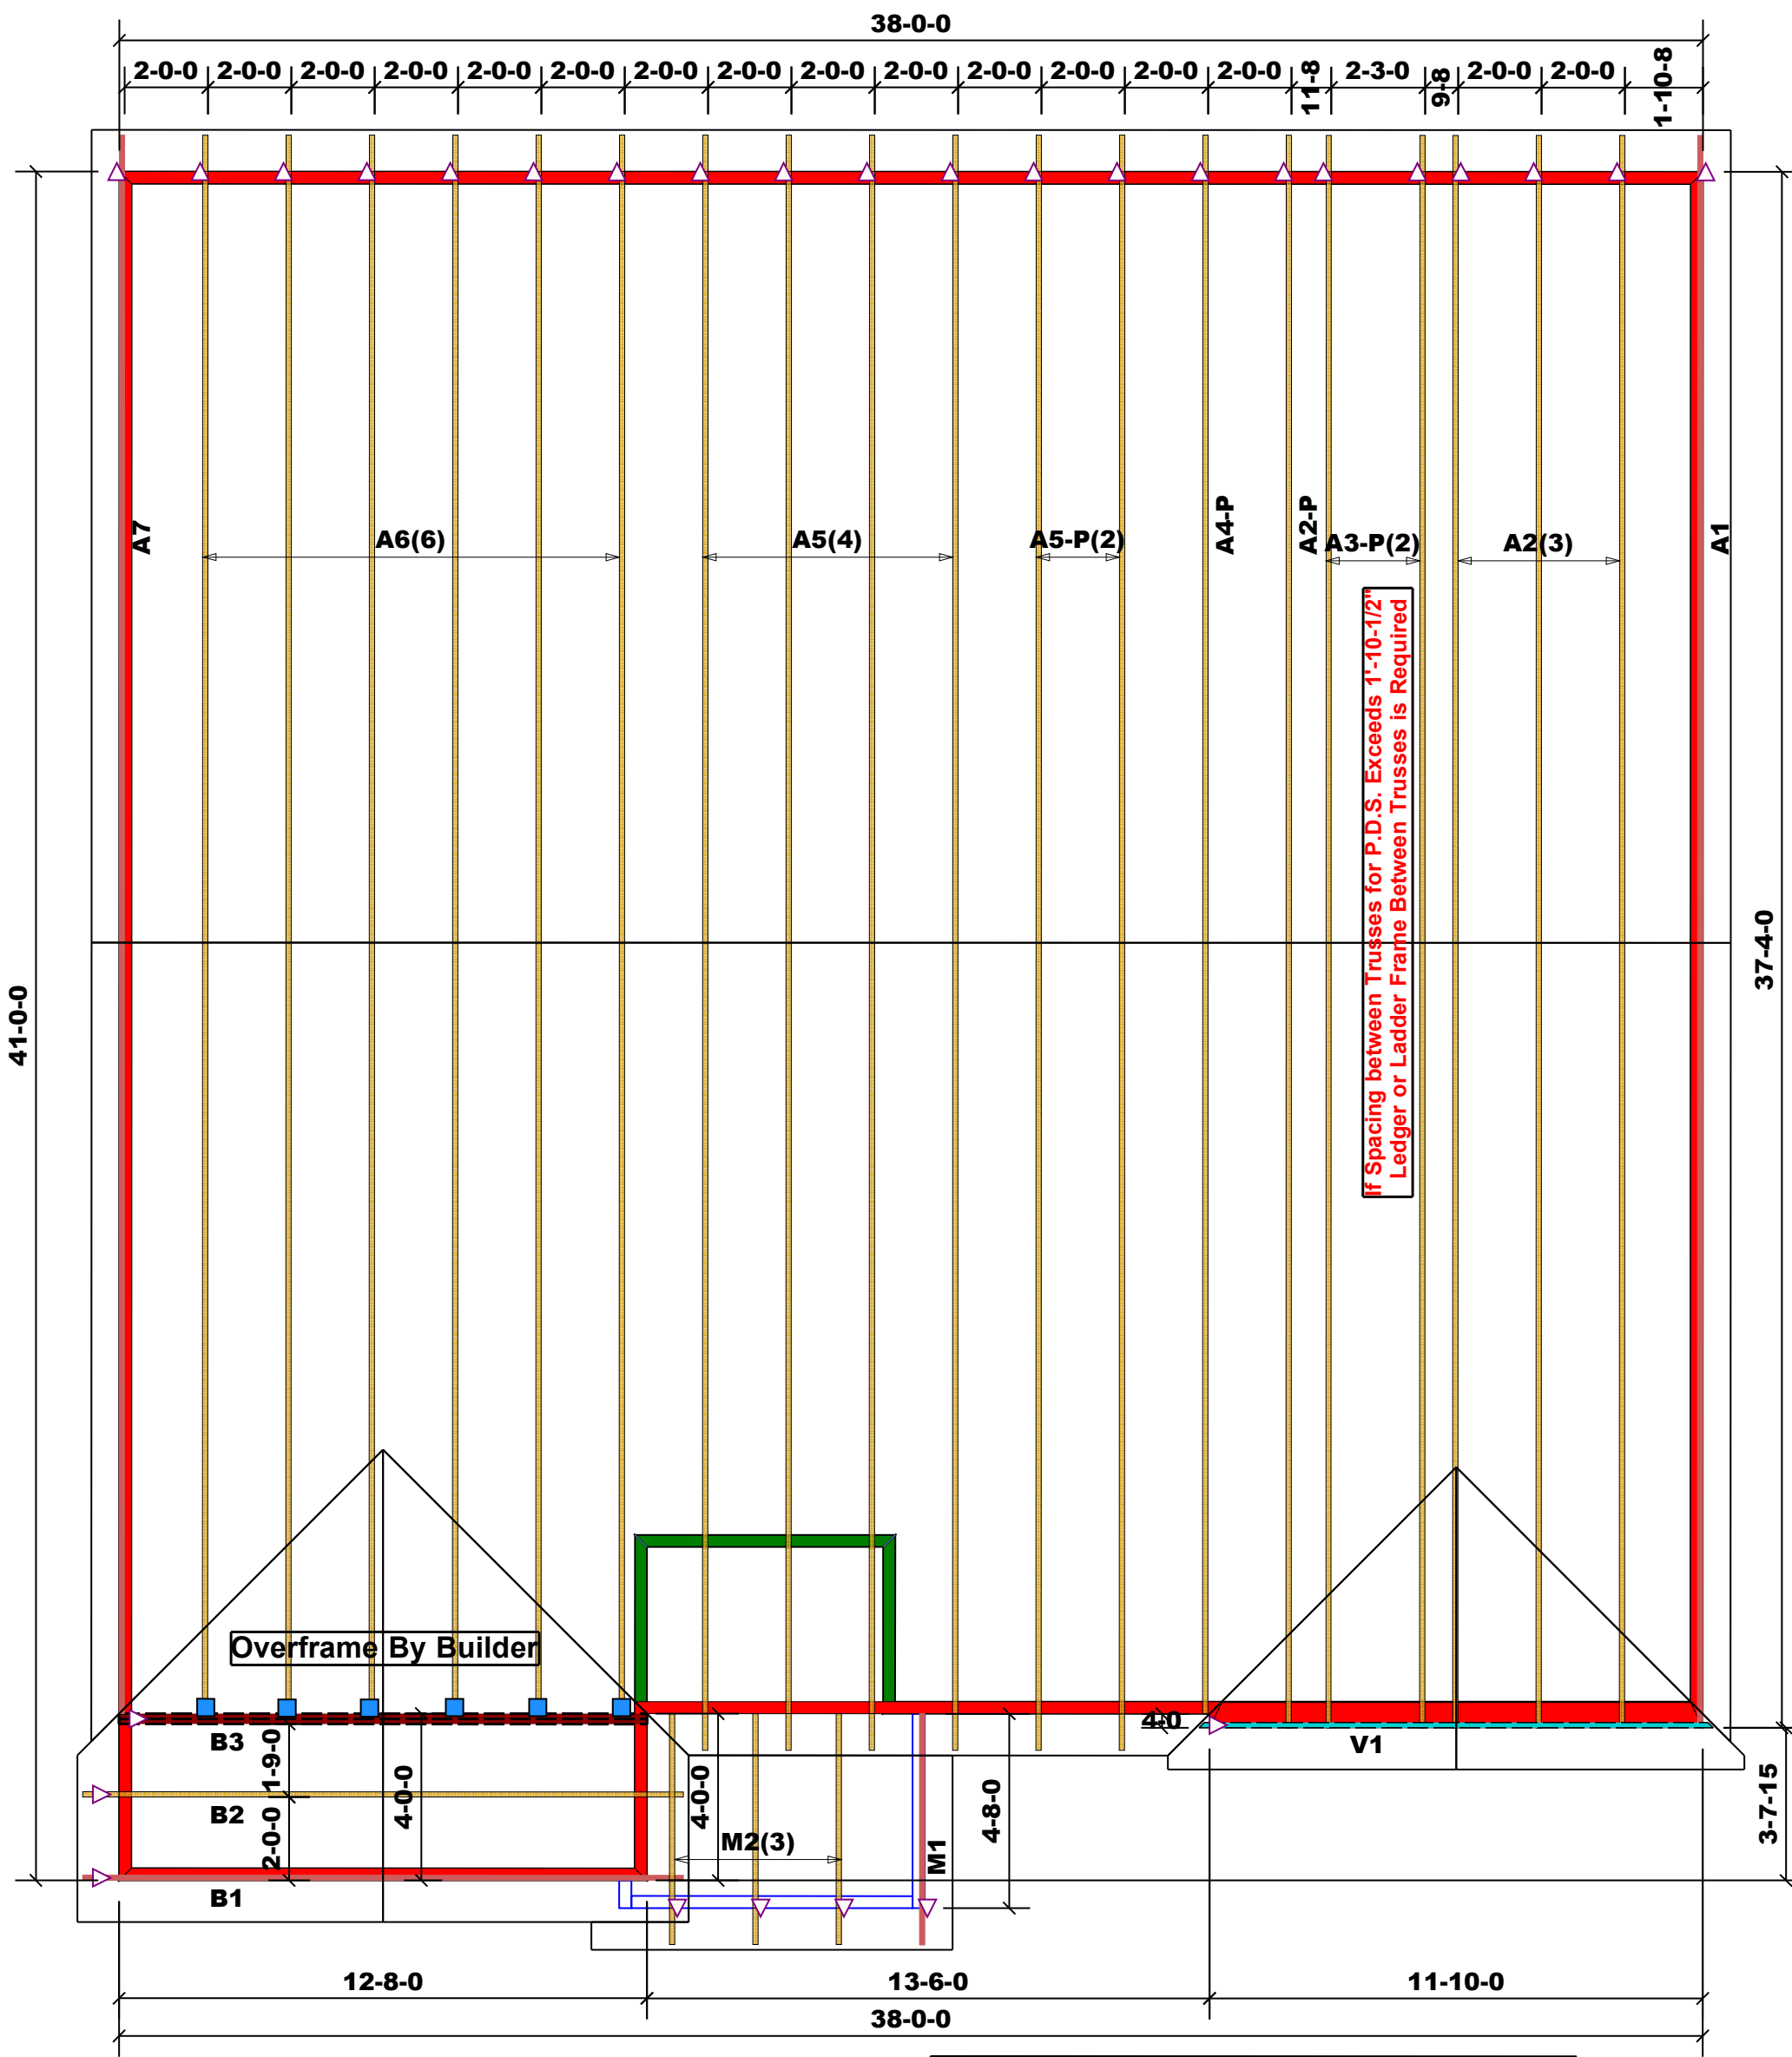 38-0-0
2-0-0 2-0-0 2-0-0 2-0-0 2-0-0 2-0-0 2-0-0 2-0-0 2-0-0 2-0-0 2-0-0 2-0-0 2-0-0 2-0-0 11-8 2-3-0 9-8 2-0-0 2-0-0 1-10-8
A7
A6(6)
A5(4)
A5-P(2)
A4-P
A2-P
A3-P(2)
A2(3)
A1
If Spacing between Trusses for P.D.S. Exceeds 1'-10-1/2"
Ledger or Ladder Frame Between Trusses is Required
41-0-0
37-4-0
Overframe By Builder
B3
1-9-0
B2
2-0-0
B1
4-0-0
4-0-0
M2(3)
M1
4-8-0
4-0
V1
3-7-15
12-8-0
13-6-0
11-10-0
38-0-0